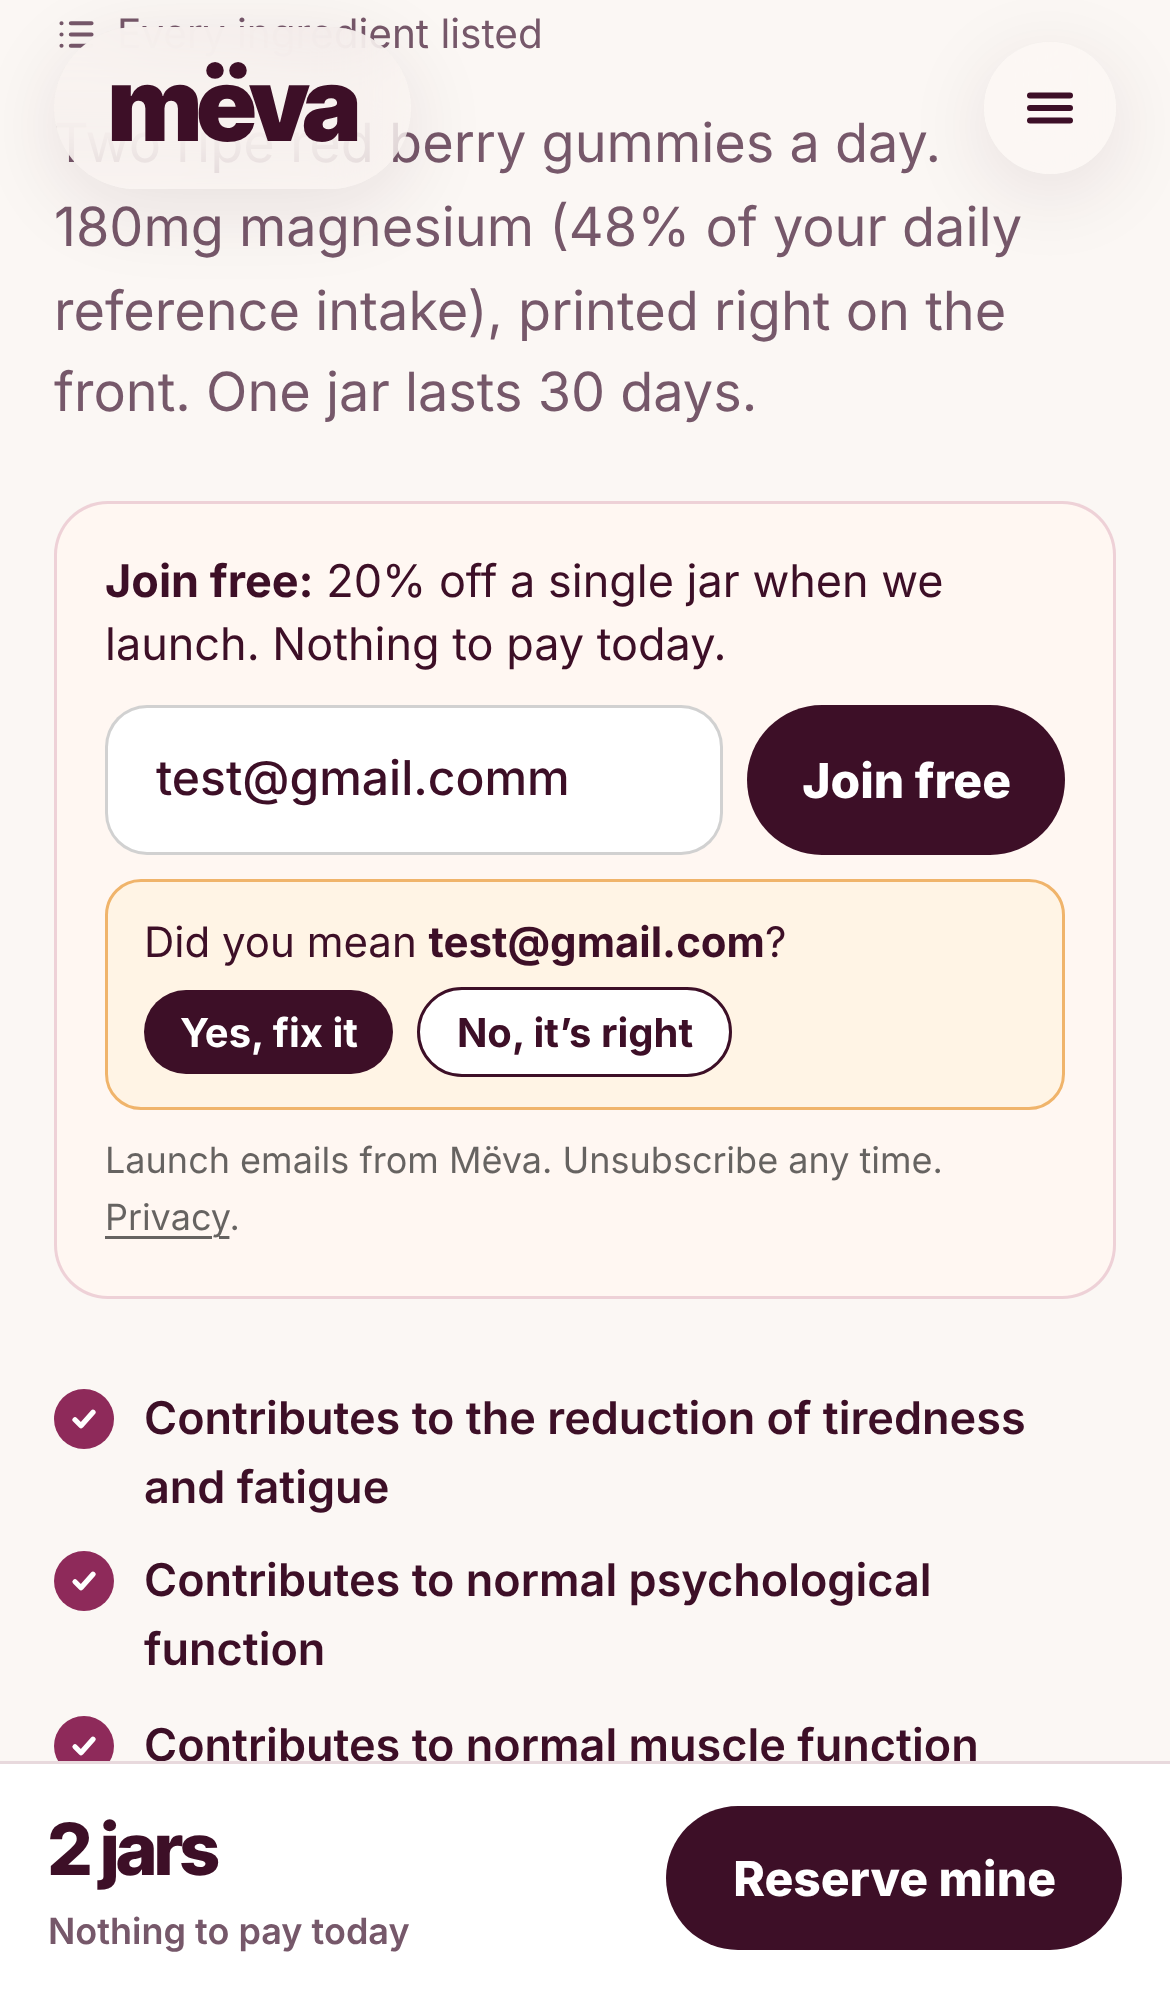 Every ingredient listed
mëva
Two ripe red berry gummies a day.
180mg magnesium (48% of your daily
reference intake), printed right on the
front. One jar lasts 30 days.
Join free: 20% off a single jar when we
launch. Nothing to pay today.
test@gmail.comm
Join free
Did you mean test@gmail.com?
Yes, fix it
No, it’s right
Launch emails from Mëva. Unsubscribe any time.
Privacy.
Contributes to the reduction of tiredness
and fatigue
Contributes to normal psychological
function
Contributes to normal muscle function
2 jars
Reserve mine
Nothing to pay today